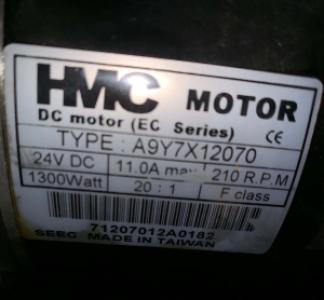 HMC MOTOR
DC motor (EC Series) CE
TYPE : A9Y7X12070
24V DC 11.0A max 210 R.P.M
1300Watt 20 : 1 F class
71207012A0182
SEEC MADE IN TAIWAN